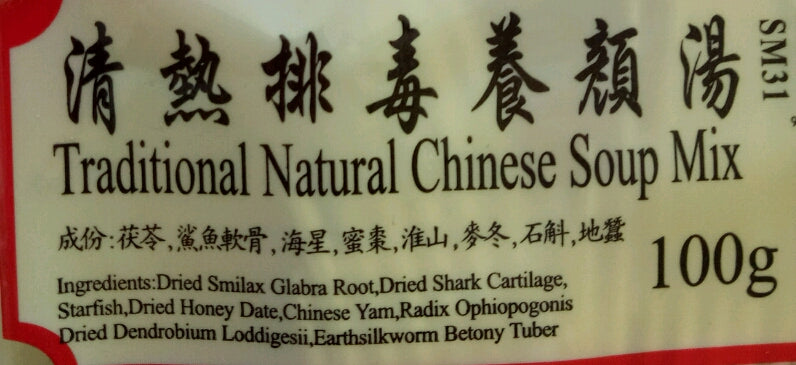 清熱排毒養顏湯
SM31
Traditional Natural Chinese Soup Mix
成份:茯苓,鯊魚軟骨,海星,蜜棗,淮山,麥冬,石斛,地蠶
100g
Ingredients:Dried Smilax Glabra Root,Dried Shark Cartilage,
Starfish,Dried Honey Date,Chinese Yam,Radix Ophiopogonis
Dried Dendrobium Loddigesii,Earthsilkworm Betony Tuber